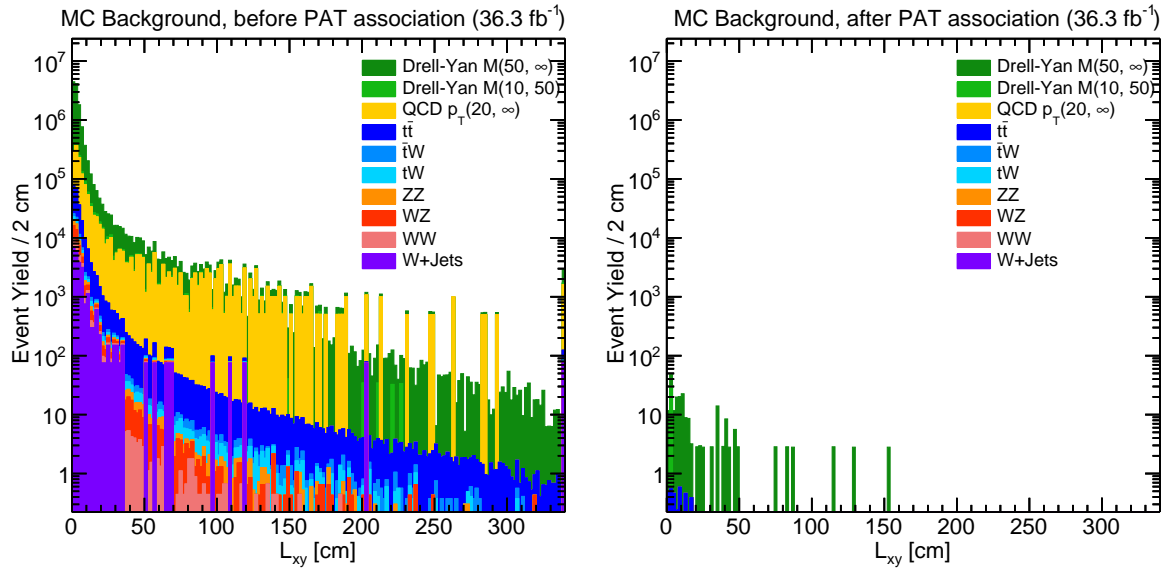 MC Background, before PAT association (36.3 fb⁻¹)
Event Yield / 2 cm
10⁷
10⁶
10⁵
10⁴
10³
10²
10
1
Drell-Yan M(50, ∞)
Drell-Yan M(10, 50)
QCD p_T(20, ∞)
tt̄
t̄W
tW
ZZ
WZ
WW
W+Jets
0 50 100 150 200 250 300
L_xy [cm]
MC Background, after PAT association (36.3 fb⁻¹)
Event Yield / 2 cm
10⁷
10⁶
10⁵
10⁴
10³
10²
10
1
Drell-Yan M(50, ∞)
Drell-Yan M(10, 50)
QCD p_T(20, ∞)
tt̄
t̄W
tW
ZZ
WZ
WW
W+Jets
0 50 100 150 200 250 300
L_xy [cm]